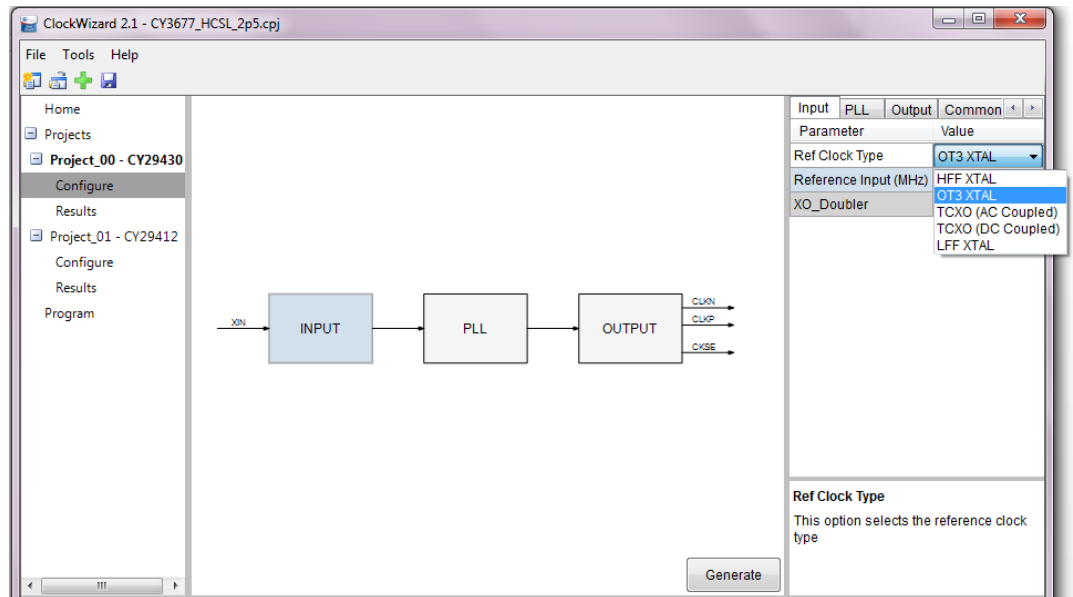 ClockWizard 2.1 - CY3677_HCSL_2p5.cpj
File Tools Help
Home
Projects
Project_00 - CY29430
Configure
Results
Project_01 - CY29412
Configure
Results
Program
XIN
INPUT
PLL
OUTPUT
CLKN
CLKP
CKSE
Generate
Input PLL Output Common
Parameter Value
Ref Clock Type OT3 XTAL
Reference Input (MHz)
XO_Doubler
HFF XTAL
OT3 XTAL
TCXO (AC Coupled)
TCXO (DC Coupled)
LFF XTAL
Ref Clock Type
This option selects the reference clock
type